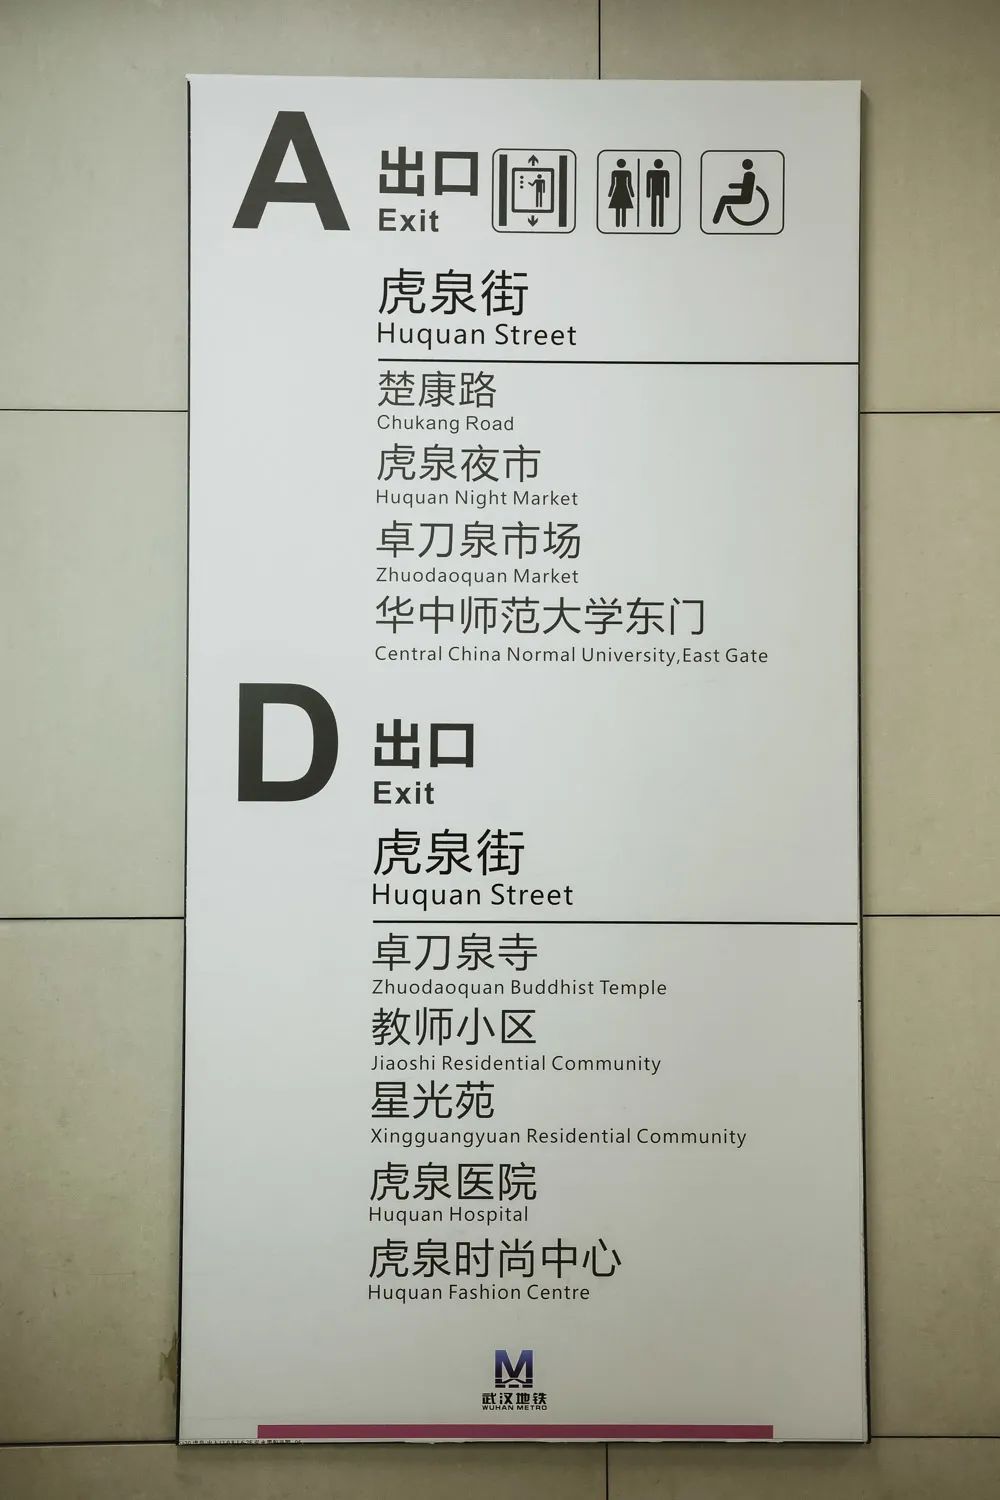 A
出口
Exit
虎泉街
Huquan Street
楚康路
Chukang Road
虎泉夜市
Huquan Night Market
卓刀泉市场
Zhuodaoquan Market
华中师范大学东门
Central China Normal University,East Gate
D
出口
Exit
虎泉街
Huquan Street
卓刀泉寺
Zhuodaoquan Buddhist Temple
教师小区
Jiaoshi Residential Community
星光苑
Xingguangyuan Residential Community
虎泉医院
Huquan Hospital
虎泉时尚中心
Huquan Fashion Centre
武汉地铁
WUHAN METRO